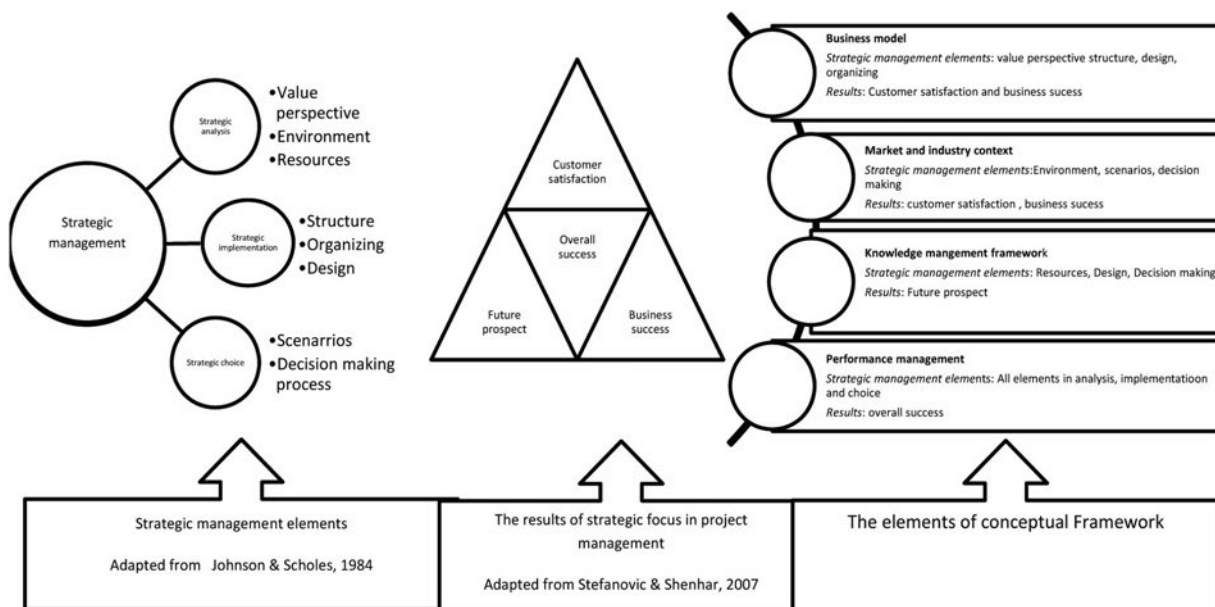 Strategic
management
Strategic
analysis
•Value
perspective
•Environment
•Resources
Strategic
implementation
•Structure
•Organizing
•Design
Strategic choice
•Scenarrios
•Decision making
process
Customer
satisfaction
Overall
success
Future
prospect
Business
success
Business model
Strategic management elements: value perspective structure, design,
organizing
Results: Customer satisfaction and business sucess
Market and industry context
Strategic management elements:Environment, scenarios, decision
making
Results: customer satisfaction , business sucess
Knowledge mangement framework
Strategic management elements: Resources, Design, Decision making
Results: Future prospect
Performance management
Strategic management elements: All elements in analysis, implementatioon
and choice
Results: overall success
Strategic management elements
Adapted from Johnson & Scholes, 1984
The results of strategic focus in project
management
Adapted from Stefanovic & Shenhar, 2007
The elements of conceptual Framework